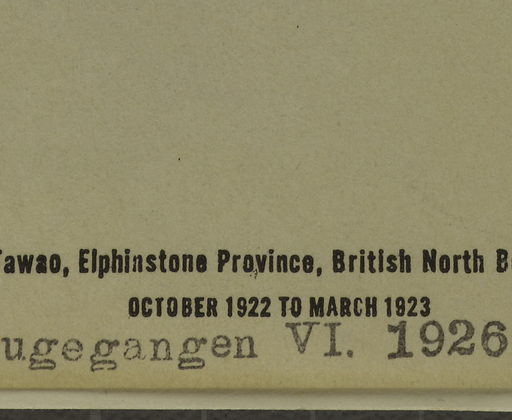 Tawao, Elphinstone Province, British North B
OCTOBER 1922 TO MARCH 1923
ugegangen VI. 1926